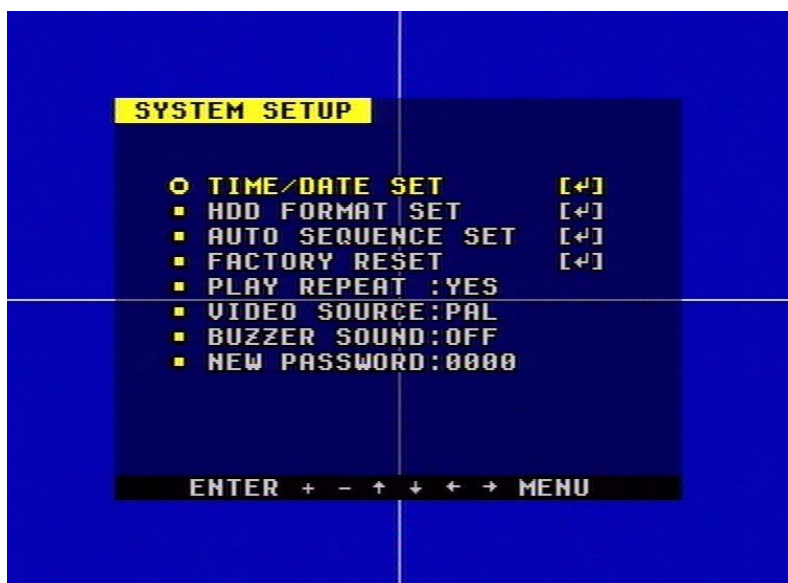 SYSTEM SETUP
TIME/DATE SET [↵]
HDD FORMAT SET [↵]
AUTO SEQUENCE SET [↵]
FACTORY RESET [↵]
PLAY REPEAT :YES
VIDEO SOURCE:PAL
BUZZER SOUND:OFF
NEW PASSWORD:0000
ENTER + - ↑ ↓ ← → MENU